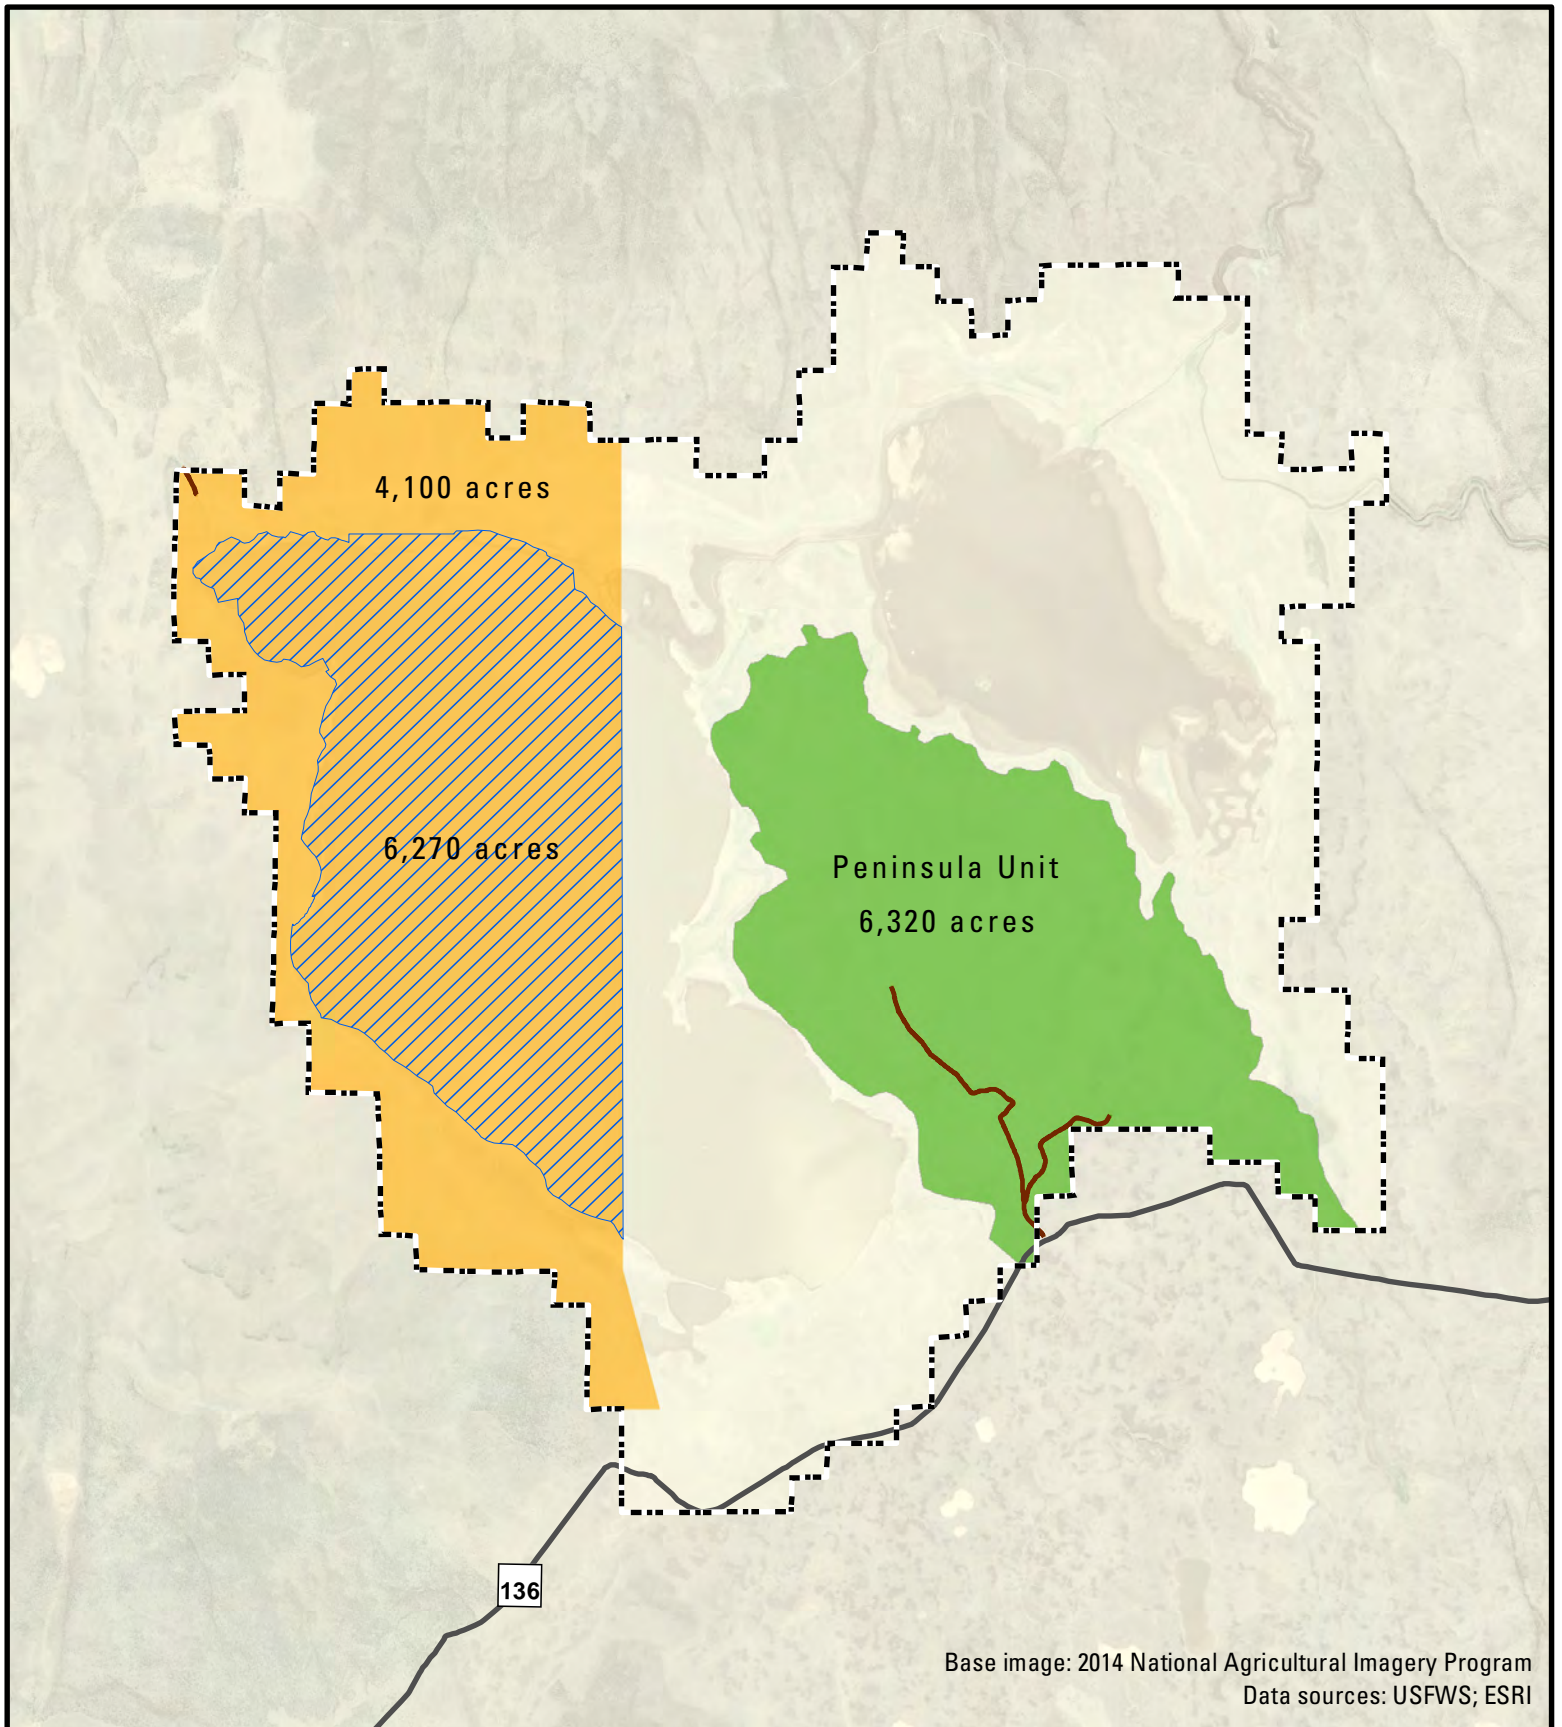 4,100 acres
6,270 acres
Peninsula Unit
6,320 acres
136
Base image: 2014 National Agricultural Imagery Program
Data sources: USFWS; ESRI